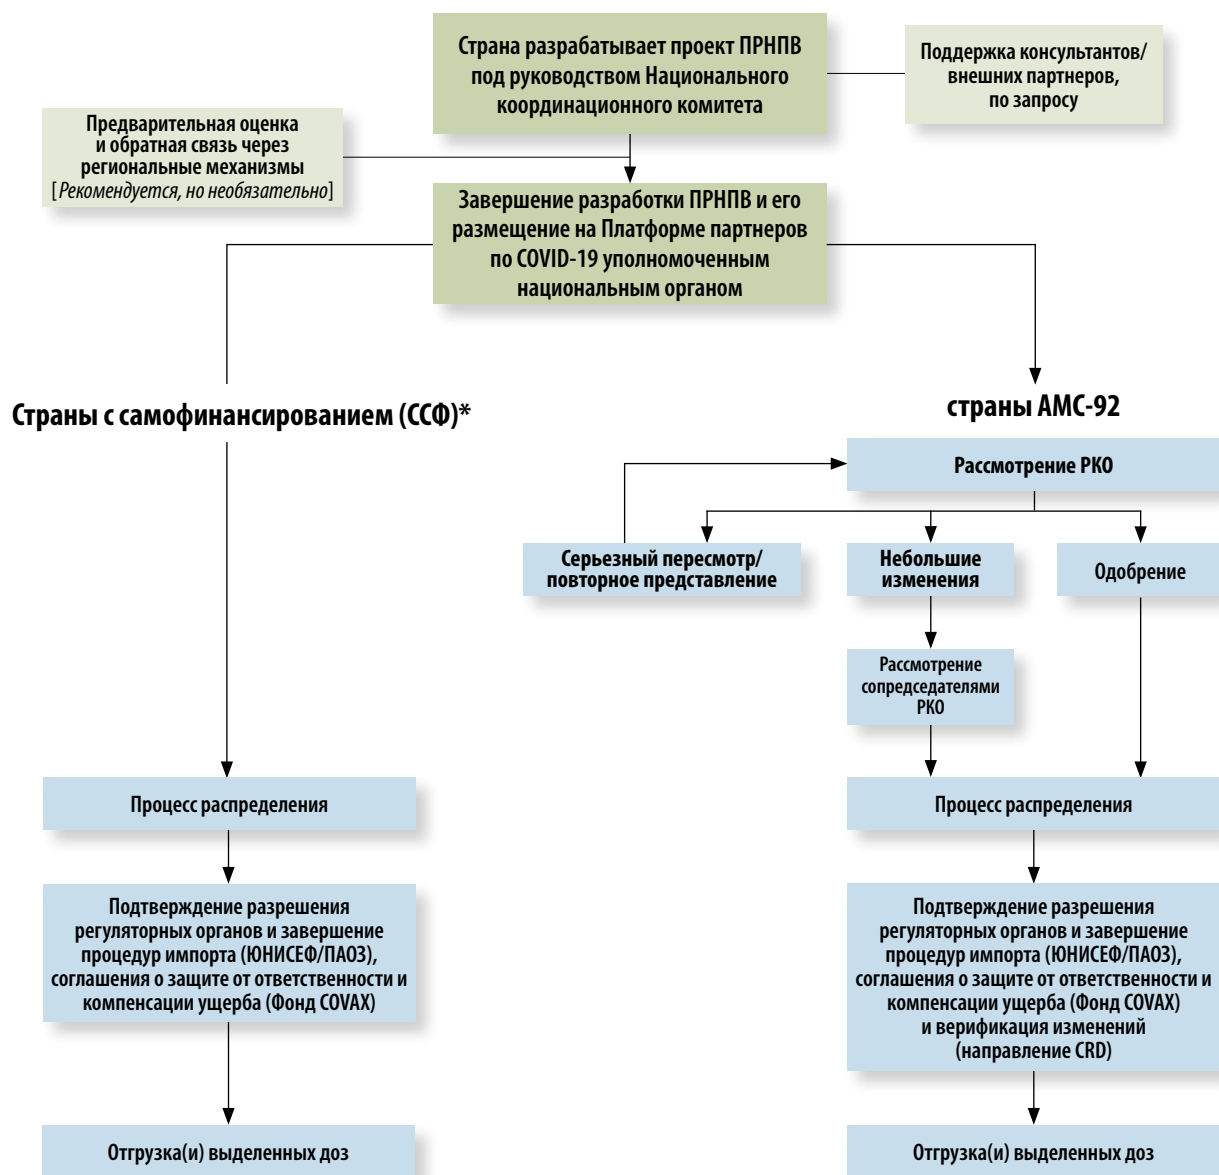 Страна разрабатывает проект ПРНПВ
под руководством Национального
координационного комитета
Поддержка консультантов/
внешних партнеров,
по запросу
Предварительная оценка
и обратная связь через
региональные механизмы
[Рекомендуется, но необязательно]
Завершение разработки ПРНПВ и его
размещение на Платформе партнеров
по COVID-19 уполномоченным
национальным органом
Страны с самофинансированием (ССФ)*
страны АМС-92
Рассмотрение РКО
Серьезный пересмотр/
повторное представление
Небольшие
изменения
Одобрение
Рассмотрение
сопредседателями
РКО
Процесс распределения
Процесс распределения
Подтверждение разрешения
регуляторных органов и завершение
процедур импорта (ЮНИСЕФ/ПАОЗ),
соглашения о защите от ответственности и
компенсации ущерба (Фонд COVAX)
Подтверждение разрешения
регуляторных органов и завершение
процедур импорта (ЮНИСЕФ/ПАОЗ),
соглашения о защите от ответственности и
компенсации ущерба (Фонд COVAX)
и верификация изменений
(направление CRD)
Отгрузка(и) выделенных доз
Отгрузка(и) выделенных доз